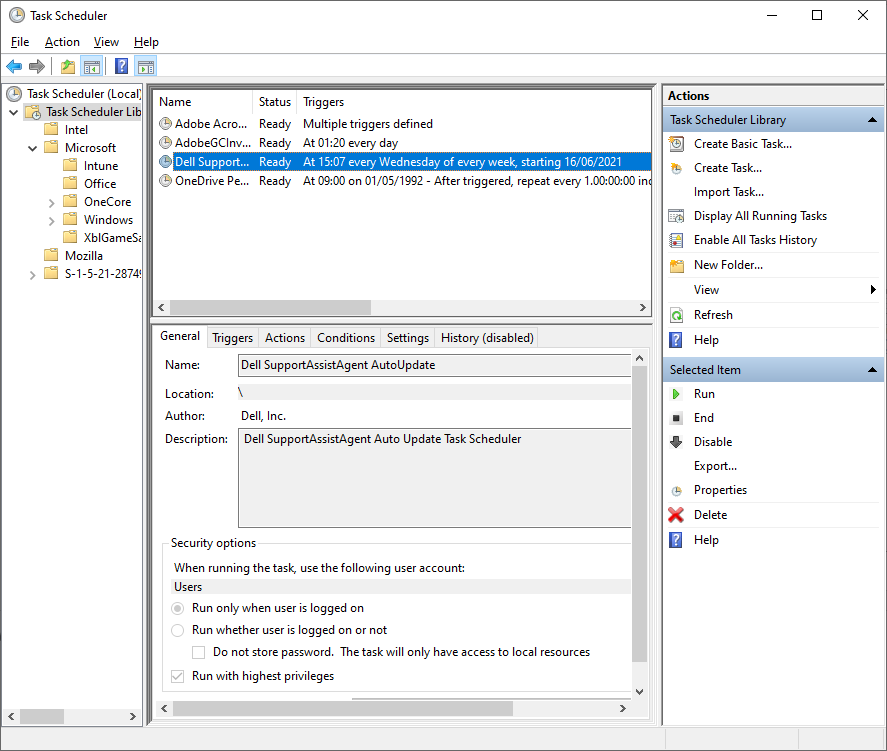 Task Scheduler
File Action View Help
Task Scheduler (Local)
Task Scheduler Lib
Intel
Microsoft
Intune
Office
OneCore
Windows
XblGameSa
Mozilla
S-1-5-21-28749
Name Status Triggers
Adobe Acro... Ready Multiple triggers defined
AdobeGCInv... Ready At 01:20 every day
Dell Support... Ready At 15:07 every Wednesday of every week, starting 16/06/2021
OneDrive Pe... Ready At 09:00 on 01/05/1992 - After triggered, repeat every 1.00:00:00 ind
General Triggers Actions Conditions Settings History (disabled)
Name: Dell SupportAssistAgent AutoUpdate
Location: \
Author: Dell, Inc.
Description: Dell SupportAssistAgent Auto Update Task Scheduler
Security options
When running the task, use the following user account:
Users
Run only when user is logged on
Run whether user is logged on or not
Do not store password. The task will only have access to local resources
Run with highest privileges
Actions
Task Scheduler Library
Create Basic Task...
Create Task...
Import Task...
Display All Running Tasks
Enable All Tasks History
New Folder...
View
Refresh
Help
Selected Item
Run
End
Disable
Export...
Properties
Delete
Help